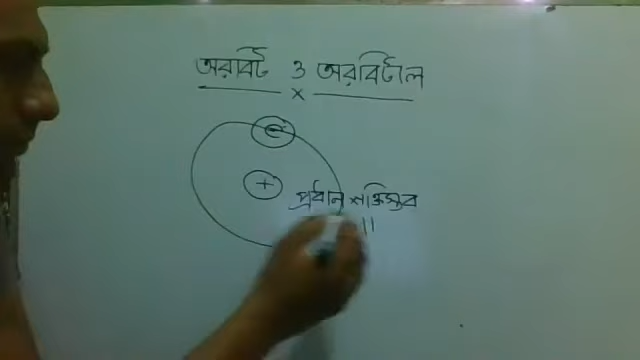 অরবিট ও অরবিটাল
x
e
+
প্রধান শক্তিস্তর
||